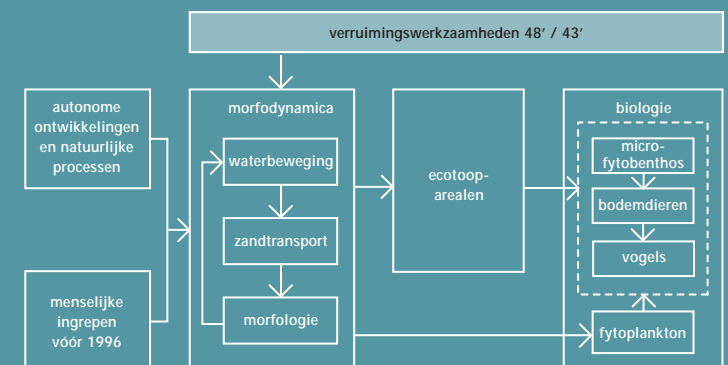 verruimingswerkzaamheden 48' / 43'
autonome
ontwikkelingen
en natuurlijke
processen
menselijke
ingrepen
vóór 1996
morfodynamica
waterbeweging
zandtransport
morfologie
ecotoop-
arealen
biologie
micro-
fytobenthos
bodemdieren
vogels
fytoplankton